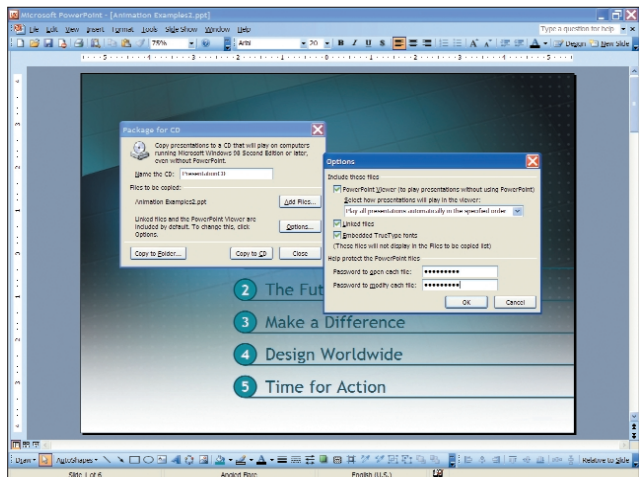 Microsoft PowerPoint - [Animation Examples2.ppt]
File Edit View Insert Format Tools Slide Show Window Help
Type a question for help
75%
Arial
20
B I U S
Design
New Slide
Package for CD
Copy presentations to a CD that will play on computers
running Microsoft Windows 98 Second Edition or later,
even without PowerPoint.
Name the CD: PresentationCD
Files to be copied:
Animation Examples2.ppt
Add Files...
Linked files and the PowerPoint Viewer are
included by default. To change this, click
Options.
Options...
Copy to Folder...
Copy to CD
Close
Options
Include these files
PowerPoint Viewer (to play presentations without using PowerPoint)
Select how presentations will play in the viewer:
Play all presentations automatically in the specified order
Linked files
Embedded TrueType fonts
(These files will not display in the Files to be copied list)
Help protect the PowerPoint files
Password to open each file:
Password to modify each file:
OK
Cancel
2 The Fut
3 Make a Difference
4 Design Worldwide
5 Time for Action
Draw
AutoShapes
Relative to Slide
Slide 1 of 6
English (U.S.)